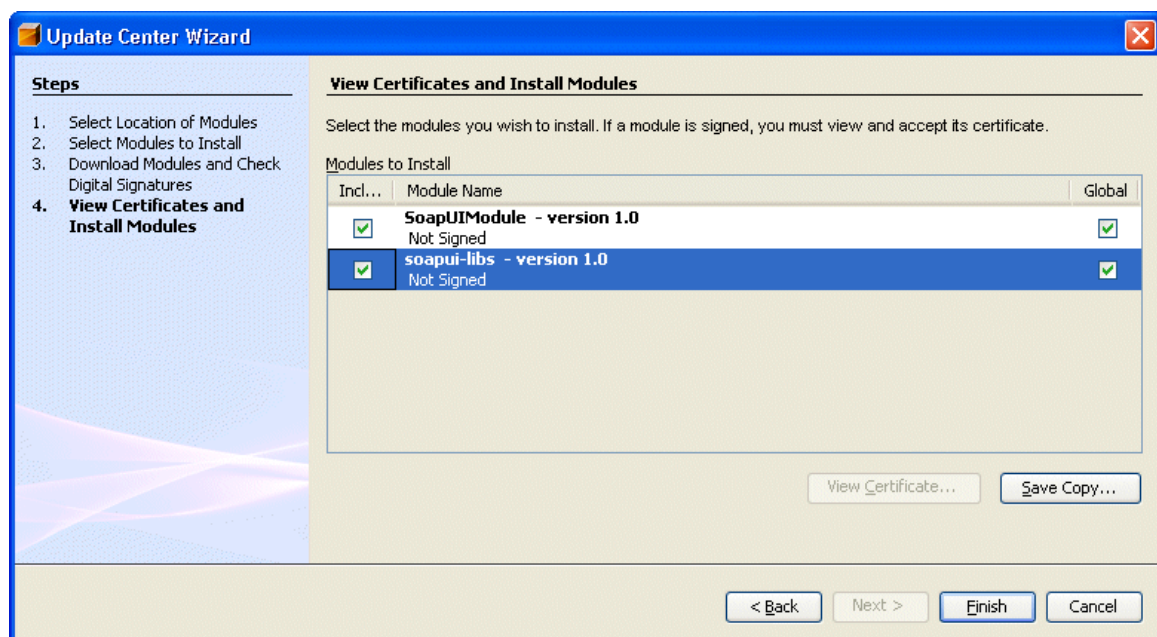 Update Center Wizard
Steps
1. Select Location of Modules
2. Select Modules to Install
3. Download Modules and Check
Digital Signatures
4. View Certificates and
Install Modules
View Certificates and Install Modules
Select the modules you wish to install. If a module is signed, you must view and accept its certificate.
Modules to Install
Incl... Module Name Global
SoapUIModule - version 1.0
Not Signed
soapui-libs - version 1.0
Not Signed
View Certificate... Save Copy...
< Back Next > Finish Cancel